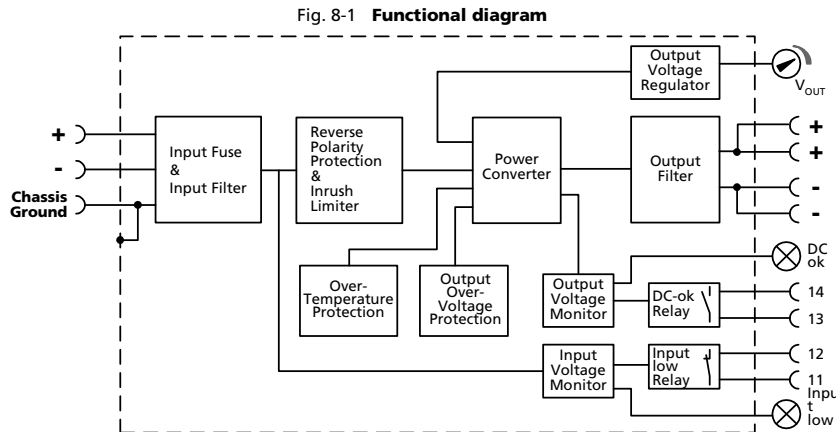 Fig. 8-1 Functional diagram
Output
Voltage
Regulator
VOUT
+
-
Chassis
Ground
Input Fuse
&
Input Filter
Reverse
Polarity
Protection
&
Inrush
Limiter
Power
Converter
Output
Filter
+
+
-
-
Over-
Temperature
Protection
Output
Over-
Voltage
Protection
Output
Voltage
Monitor
DC-ok
Relay
DC
ok
14
13
Input
Voltage
Monitor
Input
low
Relay
12
11
Inpu
t
low